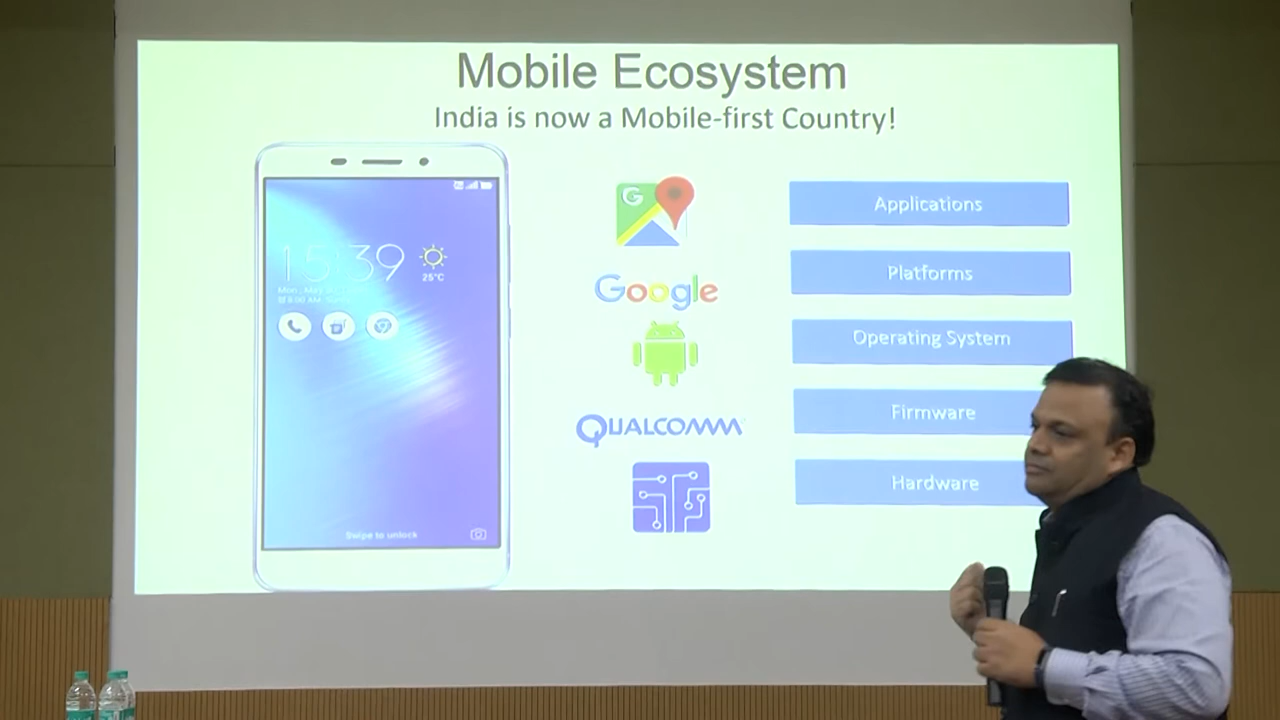 Mobile Ecosystem
India is now a Mobile-first Country!
15:39
25°C
Swipe to unlock
G
Google
QUALCOMM
Applications
Platforms
Operating System
Firmware
Hardware